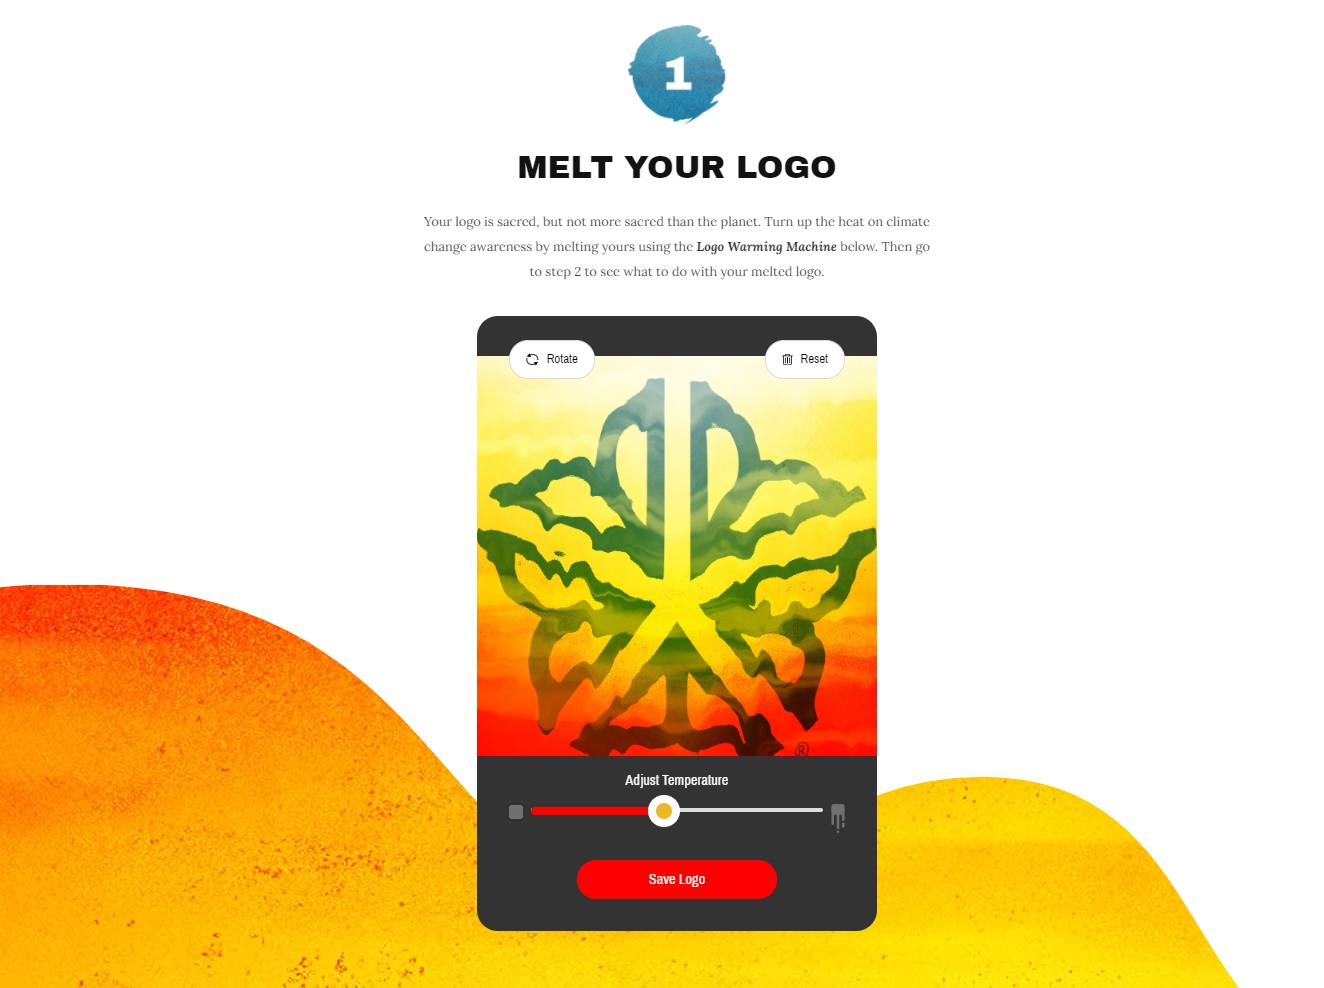 1
MELT YOUR LOGO
Your logo is sacred, but not more sacred than the planet. Turn up the heat on climate
change awareness by melting yours using the Logo Warming Machine below. Then go
to step 2 to see what to do with your melted logo.
Rotate
Reset
®
Adjust Temperature
Save Logo